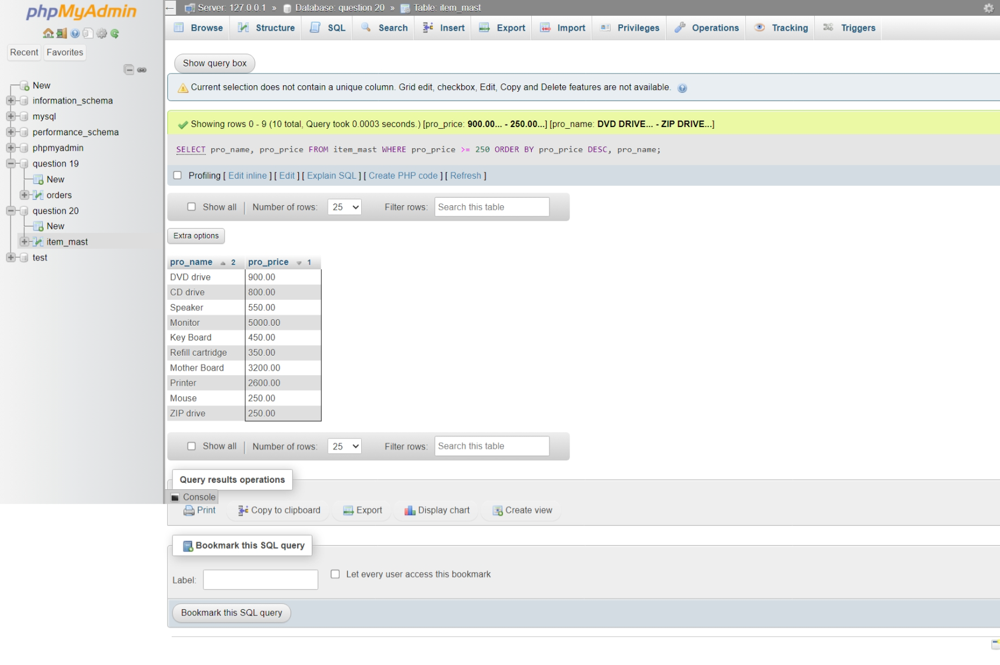 phpMyAdmin
Recent Favorites
New
information_schema
mysql
performance_schema
phpmyadmin
question 19
New
orders
question 20
New
item_mast
test
Server: 127.0.0.1 » Database: question 20 » Table: item_mast
Browse Structure SQL Search Insert Export Import Privileges Operations Tracking Triggers
Show query box
Current selection does not contain a unique column. Grid edit, checkbox, Edit, Copy and Delete features are not available.
Showing rows 0 - 9 (10 total, Query took 0.0003 seconds.) [pro_price: 900.00... - 250.00...] [pro_name: DVD DRIVE... - ZIP DRIVE...]
SELECT pro_name, pro_price FROM item_mast WHERE pro_price >= 250 ORDER BY pro_price DESC, pro_name;
Profiling [ Edit inline ] [ Edit ] [ Explain SQL ] [ Create PHP code ] [ Refresh ]
Show all | Number of rows: 25 Filter rows: Search this table
Extra options
pro_name 2 pro_price 1
DVD drive 900.00
CD drive 800.00
Speaker 550.00
Monitor 5000.00
Key Board 450.00
Refill cartridge 350.00
Mother Board 3200.00
Printer 2600.00
Mouse 250.00
ZIP drive 250.00
Show all | Number of rows: 25 Filter rows: Search this table
Query results operations
Console
Print Copy to clipboard Export Display chart Create view
Bookmark this SQL query
Label: Let every user access this bookmark
Bookmark this SQL query